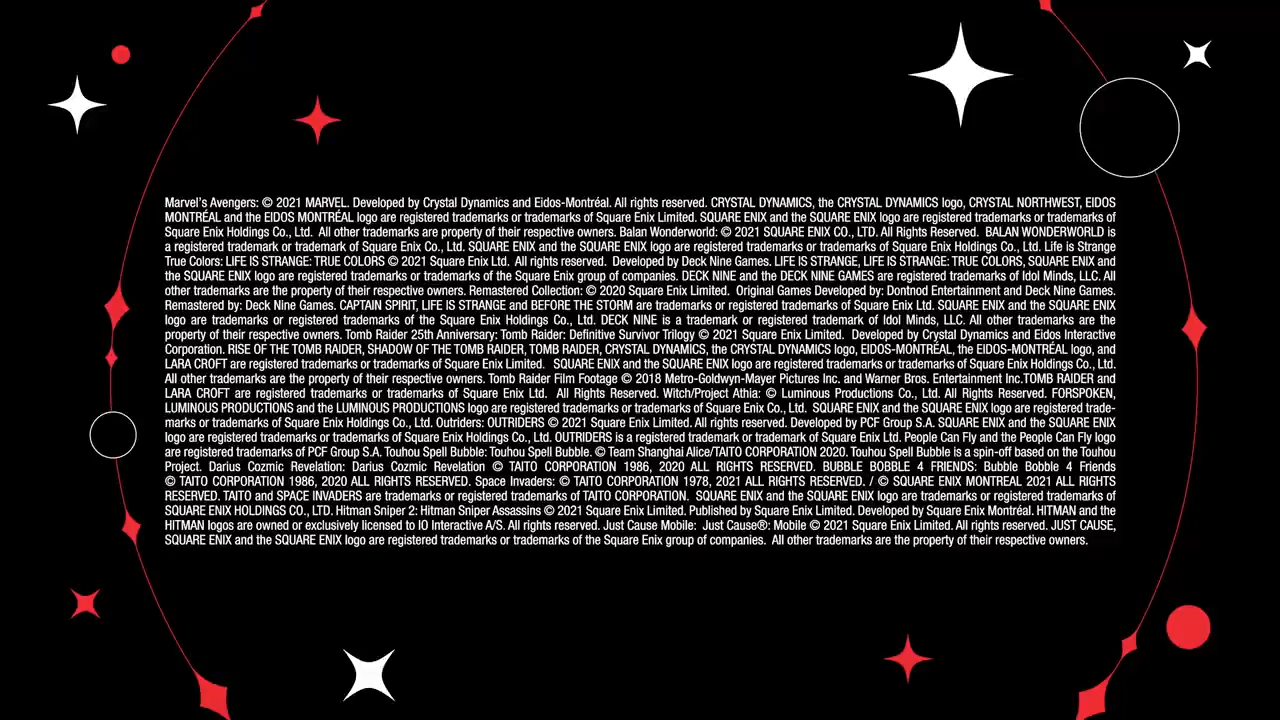 Marvel's Avengers: © 2021 MARVEL. Developed by Crystal Dynamics and Eidos-Montréal. All rights reserved. CRYSTAL DYNAMICS, the CRYSTAL DYNAMICS logo, CRYSTAL NORTHWEST, EIDOS
MONTRÉAL and the EIDOS MONTRÉAL logo are registered trademarks or trademarks of Square Enix Limited. SQUARE ENIX and the SQUARE ENIX logo are registered trademarks or trademarks of
Square Enix Holdings Co., Ltd. All other trademarks are property of their respective owners. Balan Wonderworld: © 2021 SQUARE ENIX CO., LTD. All Rights Reserved. BALAN WONDERWORLD is
a registered trademark or trademark of Square Enix Co., Ltd. SQUARE ENIX and the SQUARE ENIX logo are registered trademarks or trademarks of Square Enix Holdings Co., Ltd. Life is Strange
True Colors: LIFE IS STRANGE: TRUE COLORS © 2021 Square Enix Ltd. All rights reserved. Developed by Deck Nine Games. LIFE IS STRANGE, LIFE IS STRANGE: TRUE COLORS, SQUARE ENIX and
the SQUARE ENIX logo are registered trademarks or trademarks of the Square Enix group of companies. DECK NINE and the DECK NINE GAMES are registered trademarks of Idol Minds, LLC. All
other trademarks are the property of their respective owners. Remastered Collection: © 2020 Square Enix Limited. Original Games Developed by: Dontnod Entertainment and Deck Nine Games.
Remastered by: Deck Nine Games. CAPTAIN SPIRIT, LIFE IS STRANGE and BEFORE THE STORM are trademarks or registered trademarks of Square Enix Ltd. SQUARE ENIX and the SQUARE ENIX
logo are trademarks or registered trademarks of the Square Enix Holdings Co., Ltd. DECK NINE is a trademark or registered trademark of Idol Minds, LLC. All other trademarks are the
property of their respective owners. Tomb Raider 25th Anniversary: Tomb Raider: Definitive Survivor Trilogy © 2021 Square Enix Limited. Developed by Crystal Dynamics and Eidos Interactive
Corporation. RISE OF THE TOMB RAIDER, SHADOW OF THE TOMB RAIDER, TOMB RAIDER, CRYSTAL DYNAMICS, the CRYSTAL DYNAMICS logo, EIDOS-MONTRÉAL, the EIDOS-MONTRÉAL logo, and
LARA CROFT are registered trademarks or trademarks of Square Enix Limited. SQUARE ENIX and the SQUARE ENIX logo are registered trademarks or trademarks of Square Enix Holdings Co., Ltd.
All other trademarks are the property of their respective owners. Tomb Raider Film Footage © 2018 Metro-Goldwyn-Mayer Pictures Inc. and Warner Bros. Entertainment Inc.TOMB RAIDER and
LARA CROFT are registered trademarks or trademarks of Square Enix Ltd. All Rights Reserved. Witch/Project Athia: © Luminous Productions Co., Ltd. All Rights Reserved. FORSPOKEN,
LUMINOUS PRODUCTIONS and the LUMINOUS PRODUCTIONS logo are registered trademarks or trademarks of Square Enix Co., Ltd. SQUARE ENIX and the SQUARE ENIX logo are registered trade-
marks or trademarks of Square Enix Holdings Co., Ltd. Outriders: OUTRIDERS © 2021 Square Enix Limited. All rights reserved. Developed by PCF Group S.A. SQUARE ENIX and the SQUARE ENIX
logo are registered trademarks or trademarks of Square Enix Holdings Co., Ltd. OUTRIDERS is a registered trademark or trademark of Square Enix Ltd. People Can Fly and the People Can Fly logo
are registered trademarks of PCF Group S.A. Touhou Spell Bubble: Touhou Spell Bubble. © Team Shanghai Alice/TAITO CORPORATION 2020. Touhou Spell Bubble is a spin-off based on the Touhou
Project. Darius Cozmic Revelation: Darius Cozmic Revelation © TAITO CORPORATION 1986, 2020 ALL RIGHTS RESERVED. BUBBLE BOBBLE 4 FRIENDS: Bubble Bobble 4 Friends
© TAITO CORPORATION 1986, 2020 ALL RIGHTS RESERVED. Space Invaders: © TAITO CORPORATION 1978, 2021 ALL RIGHTS RESERVED. / © SQUARE ENIX MONTREAL 2021 ALL RIGHTS
RESERVED. TAITO and SPACE INVADERS are trademarks or registered trademarks of TAITO CORPORATION. SQUARE ENIX and the SQUARE ENIX logo are trademarks or registered trademarks of
SQUARE ENIX HOLDINGS CO., LTD. Hitman Sniper 2: Hitman Sniper Assassins © 2021 Square Enix Limited. Published by Square Enix Limited. Developed by Square Enix Montréal. HITMAN and the
HITMAN logos are owned or exclusively licensed to IO Interactive A/S. All rights reserved. Just Cause Mobile: Just Cause®: Mobile © 2021 Square Enix Limited. All rights reserved. JUST CAUSE,
SQUARE ENIX and the SQUARE ENIX logo are registered trademarks or trademarks of the Square Enix group of companies. All other trademarks are the property of their respective owners.